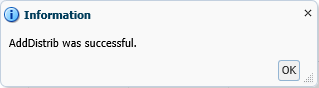 Information
AddDistrib was successful.
OK